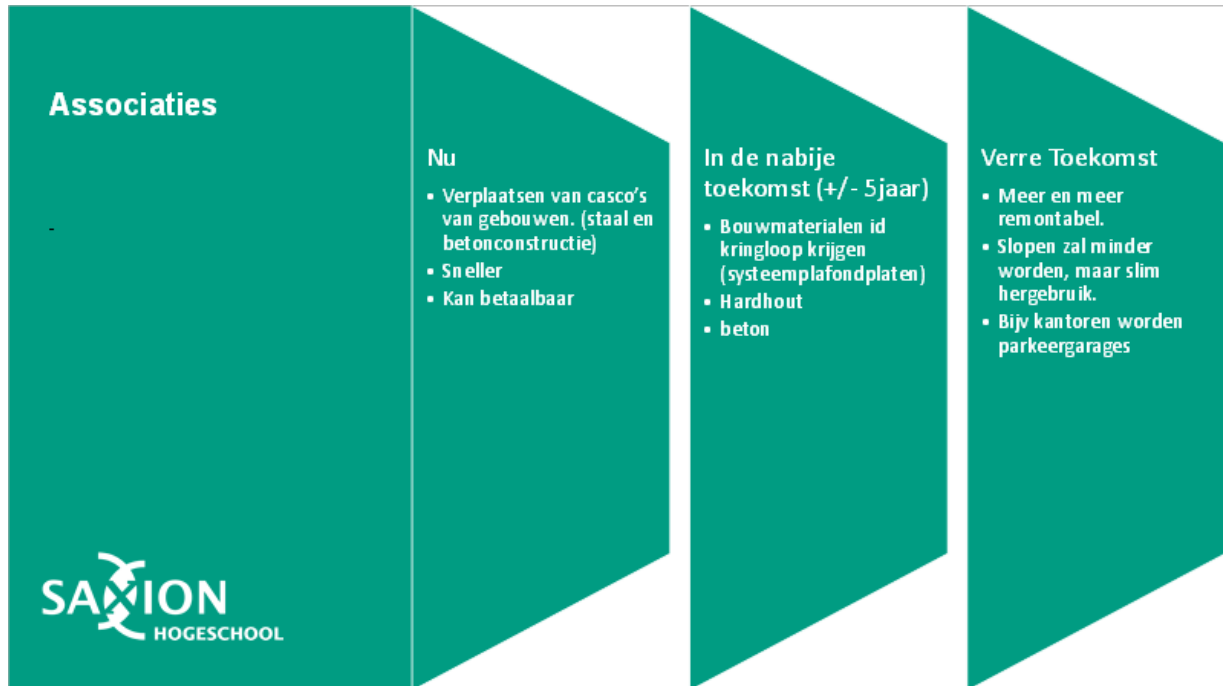 Associaties
-
Nu
▪ Verplaatsen van casco's
van gebouwen. (staal en
betonconstructie)
▪ Sneller
▪ Kan betaalbaar
In de nabije
toekomst (+/- 5jaar)
▪ Bouwmaterialen id
kringloop krijgen
(systeemplafondplaten)
▪ Hardhout
▪ beton
Verre Toekomst
▪ Meer en meer
remontabel.
▪ Slopen zal minder
worden, maar slim
hergebruik.
▪ Bijv kantoren worden
parkeergarages
SAXION
HOGESCHOOL